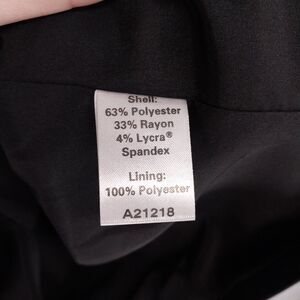 Shell:
63% Polyester
33% Rayon
4% Lycra®
Spandex
Lining:
100% Polyester
A21218